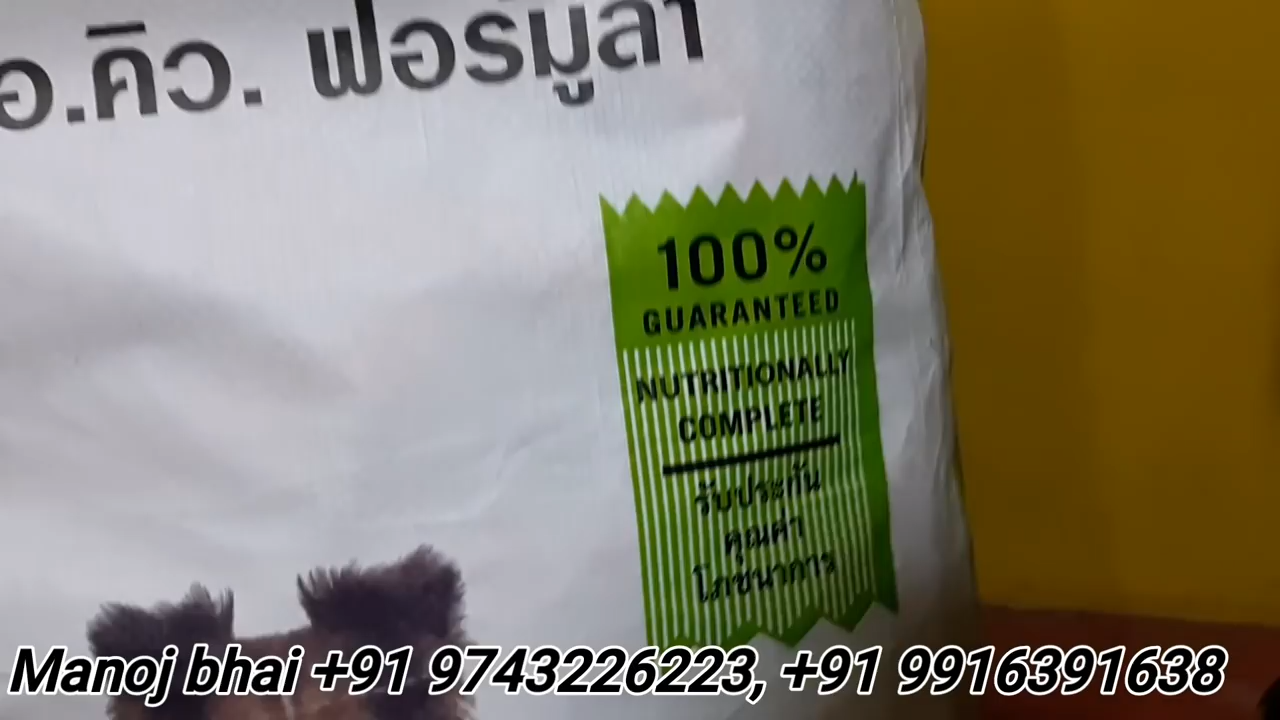 อ.คิว. ฟอร์มูล่า
100%
GUARANTEED
NUTRITIONALLY
COMPLETE
รับประกัน
คุณค่า
โภชนาการ
Manoj bhai +91 9743226223, +91 9916391638